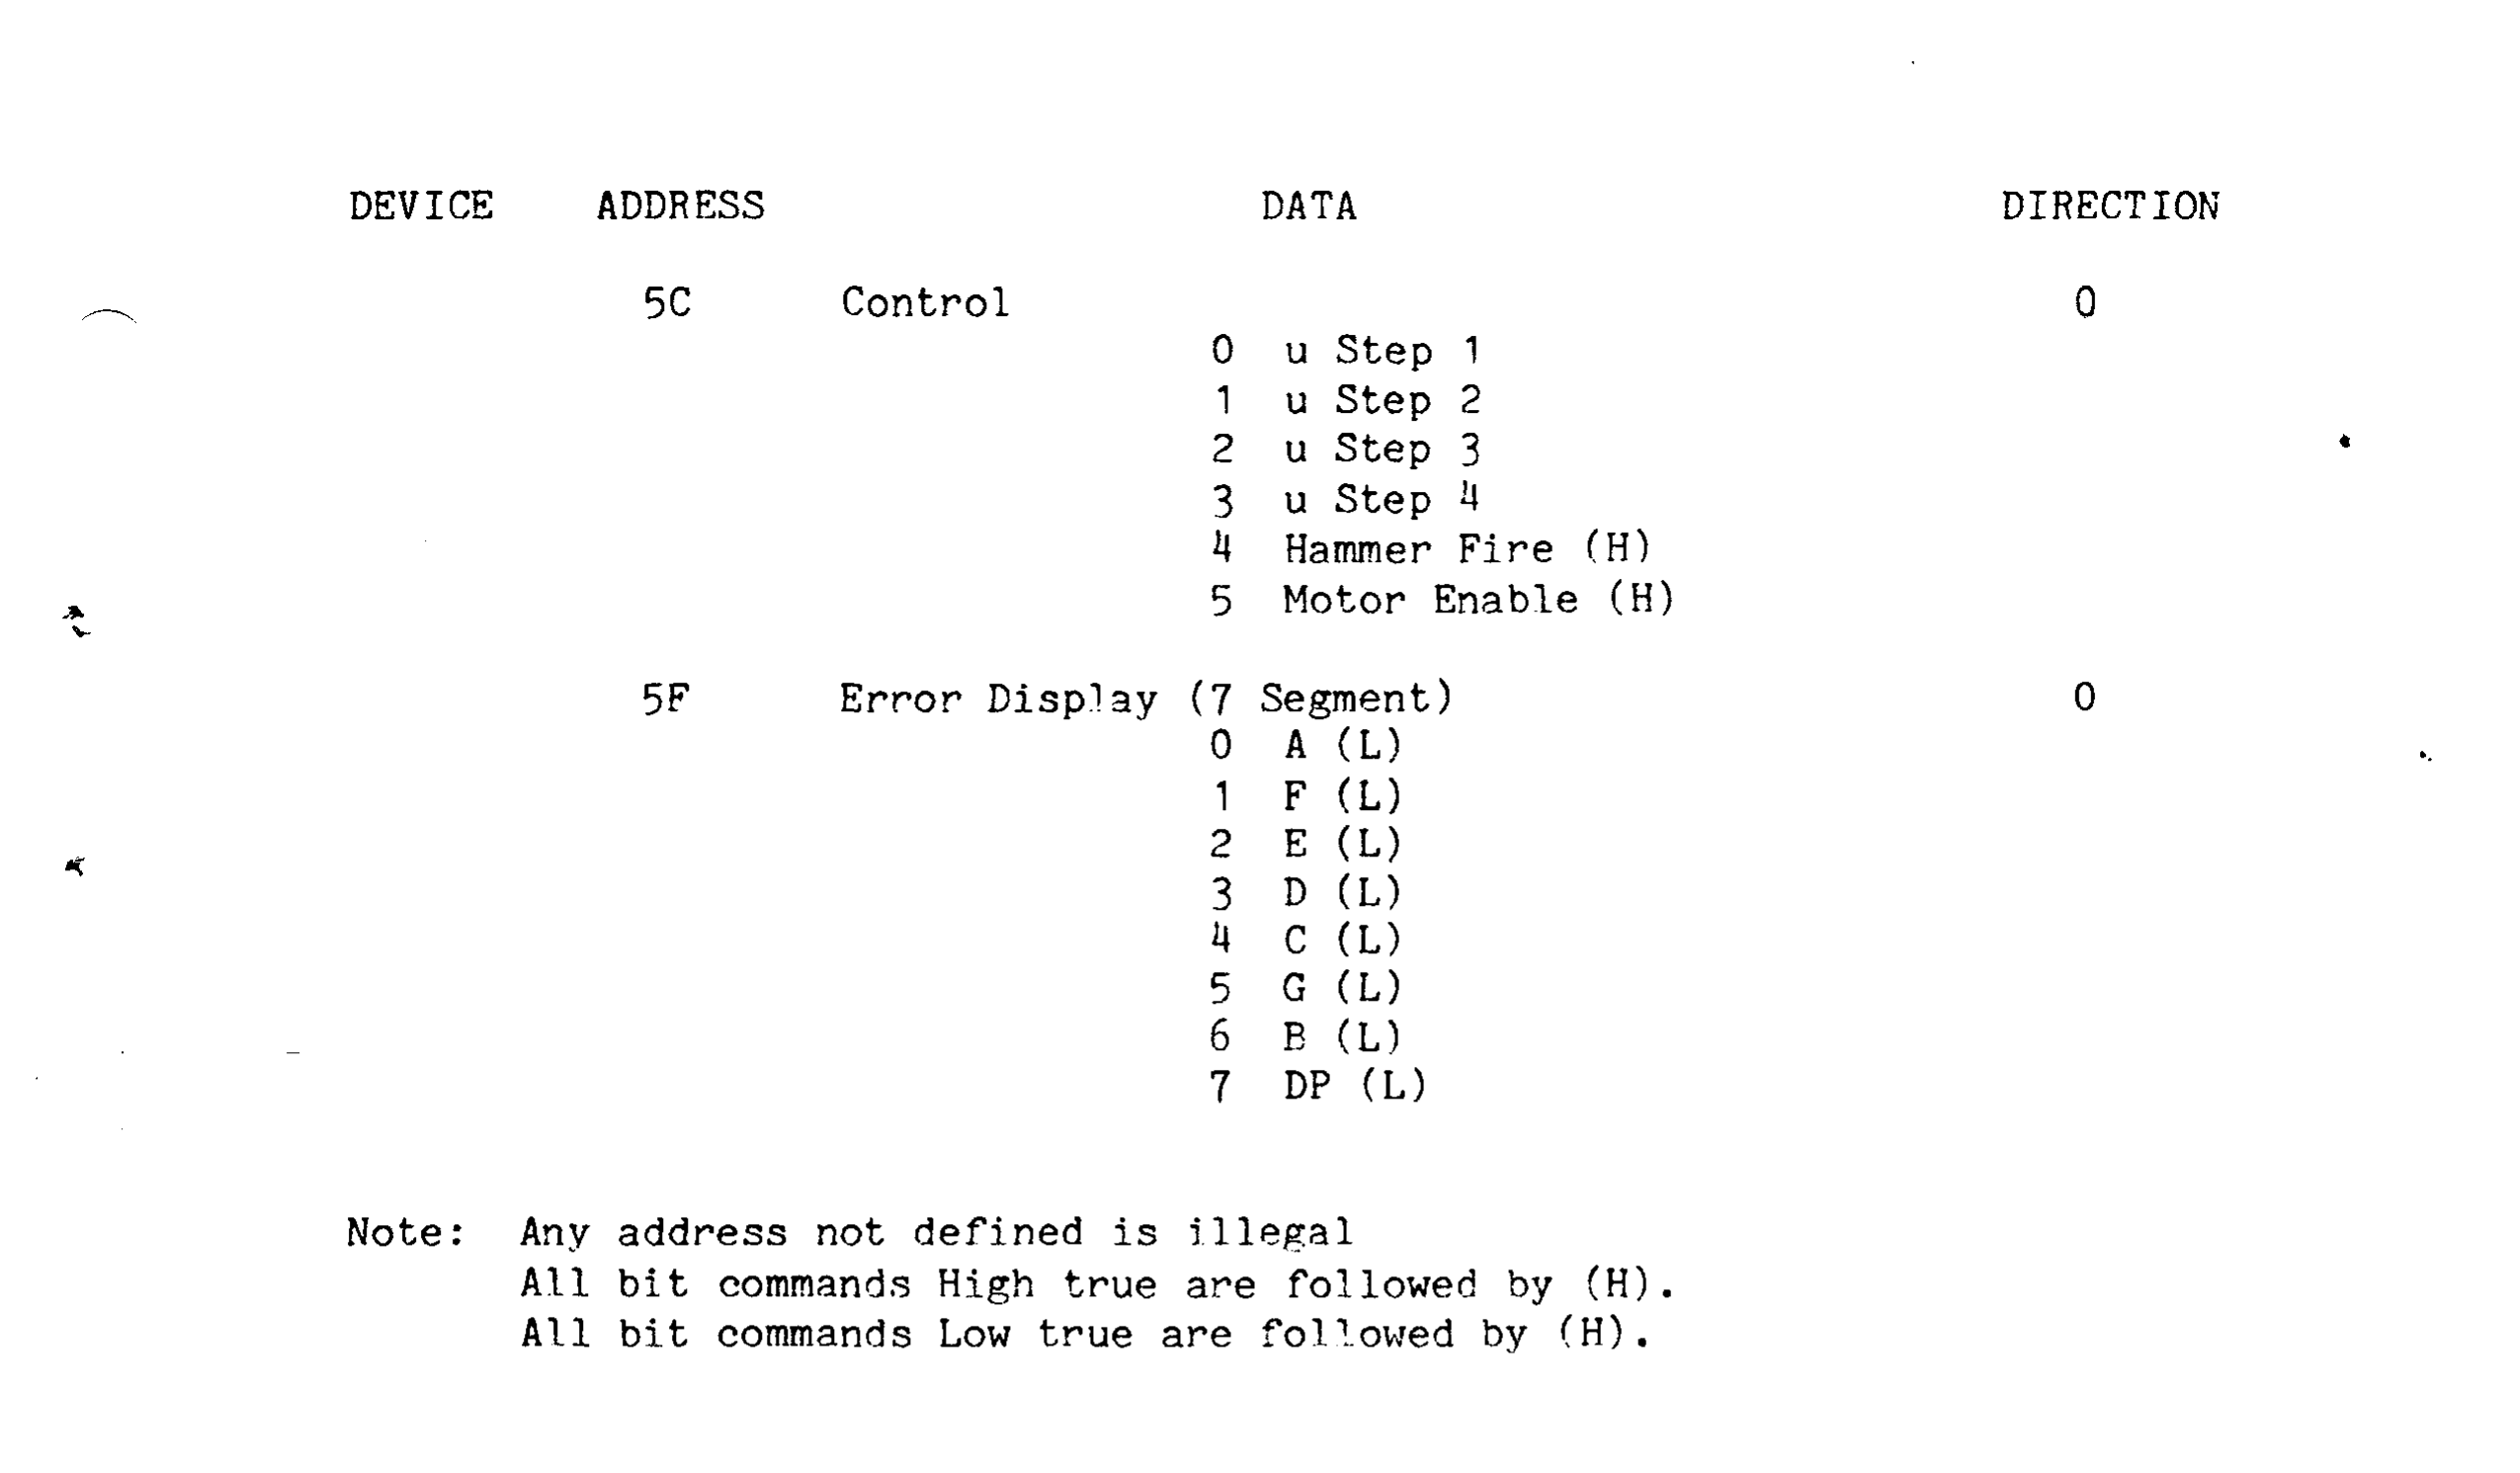 DEVICE ADDRESS DATA DIRECTION
5C Control O
0 u Step 1
1 u Step 2
2 u Step 3
3 u Step 4
4 Hammer Fire (H)
5 Motor Enable (H)
5F Error Display (7 Segment) O
0 A (L)
1 F (L)
2 E (L)
3 D (L)
4 C (L)
5 G (L)
6 B (L)
7 DP (L)
Note: Any address not defined is illegal
All bit commands High true are followed by (H).
All bit commands Low true are followed by (H).